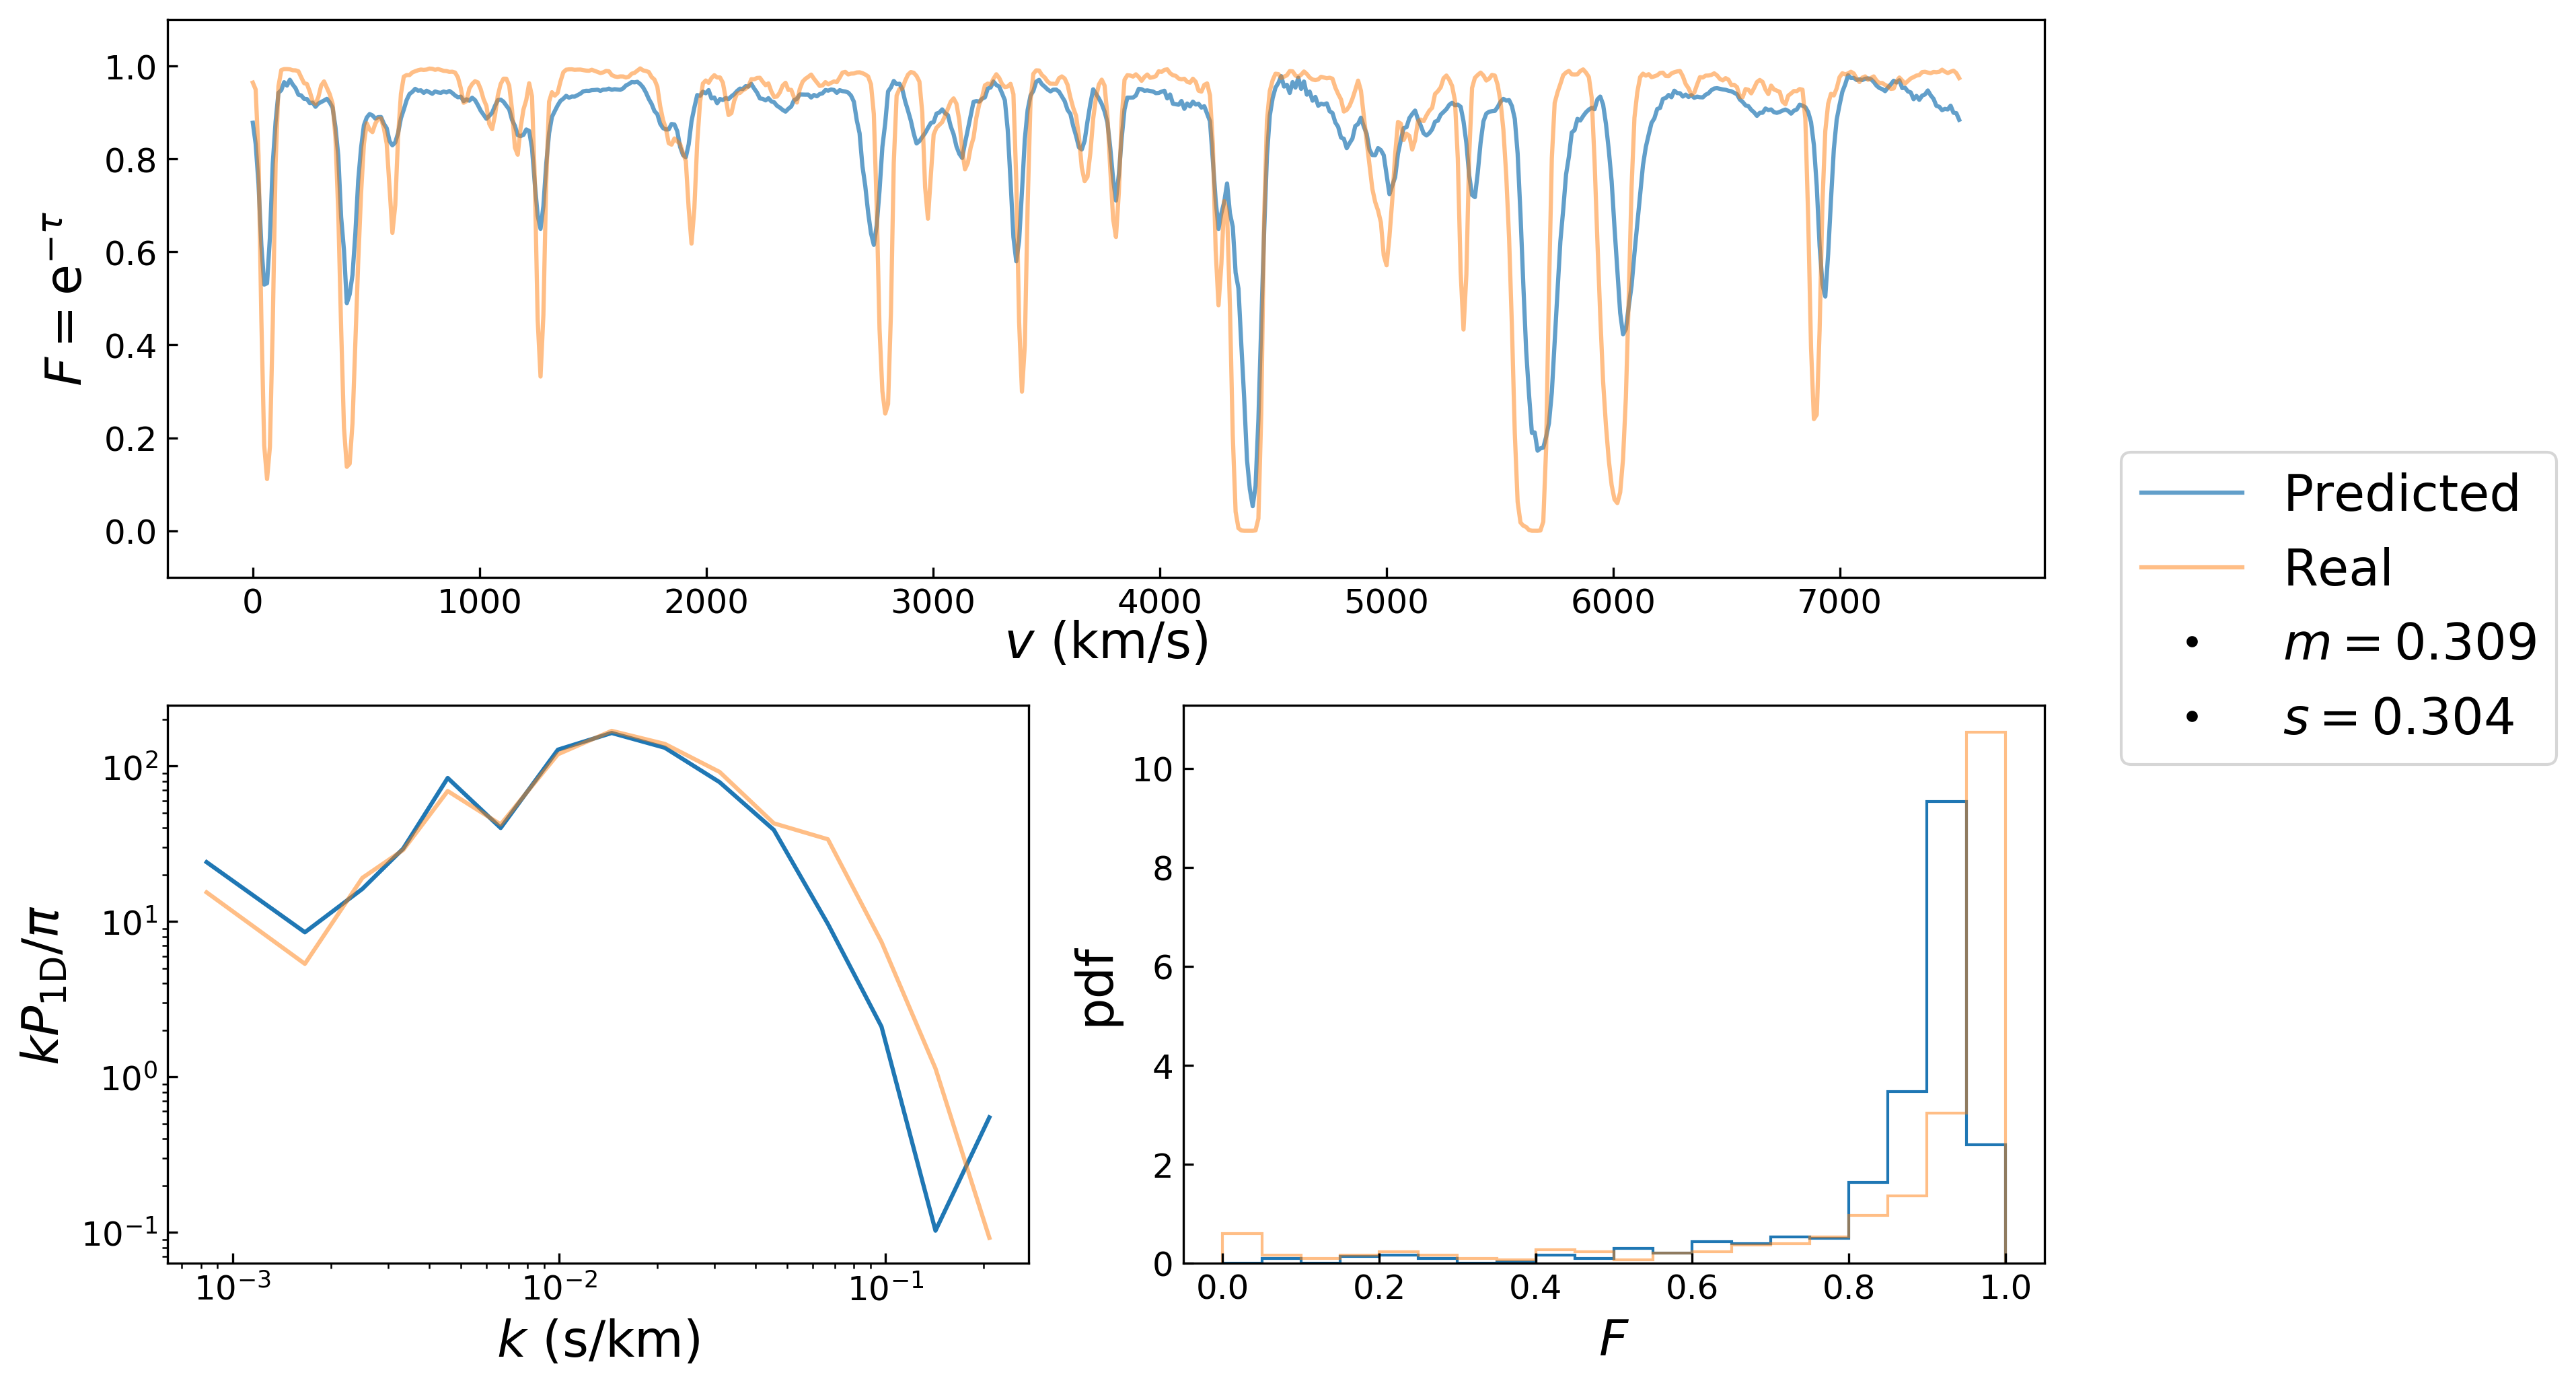 F = e^{−τ}
1.0
0.8
0.6
0.4
0.2
0.0
0 1000 2000 3000 4000 5000 6000 7000
v (km/s)
Predicted
Real
m = 0.309
s = 0.304
kP_{1D}/π
10^2
10^1
10^0
10^{−1}
10^{−3} 10^{−2} 10^{−1}
k (s/km)
pdf
10
8
6
4
2
0
0.0 0.2 0.4 0.6 0.8 1.0
F